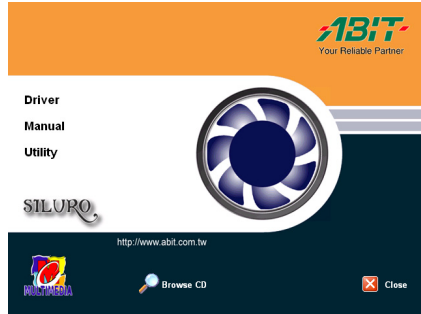 ABIT
Your Reliable Partner
Driver
Manual
Utility
SILURO
http://www.abit.com.tw
MULTIMEDIA
Browse CD
Close